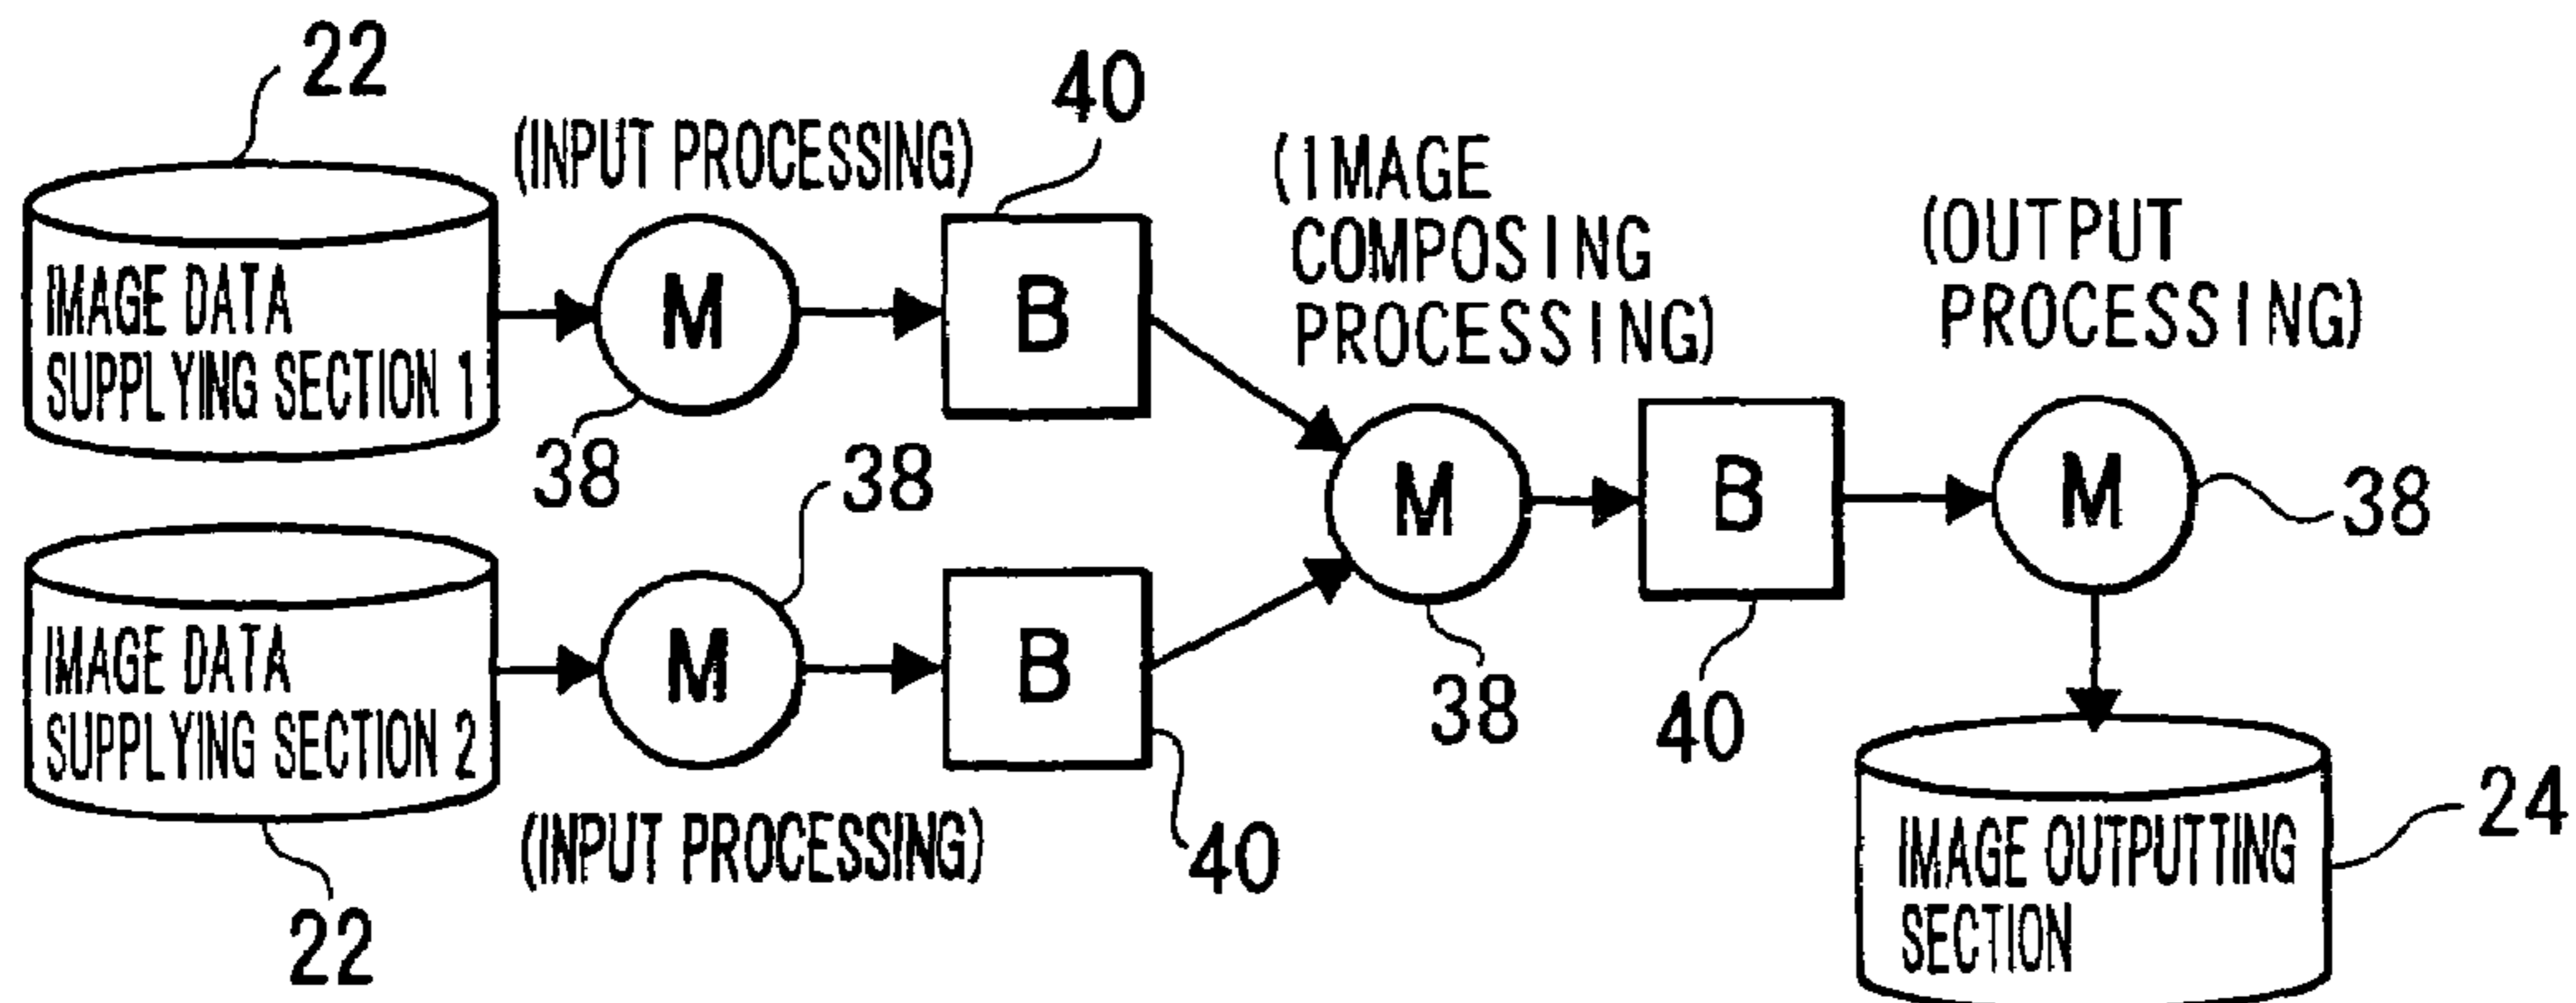 22
(INPUT PROCESSING)
40
(IMAGE
COMPOSING
PROCESSING)
(OUTPUT
PROCESSING)
IMAGE DATA
SUPPLYING SECTION 1
M
B
38
38
M
B
M
38
IMAGE DATA
SUPPLYING SECTION 2
M
B
38
40
(INPUT PROCESSING)
40
22
IMAGE OUTPUTTING
SECTION
24